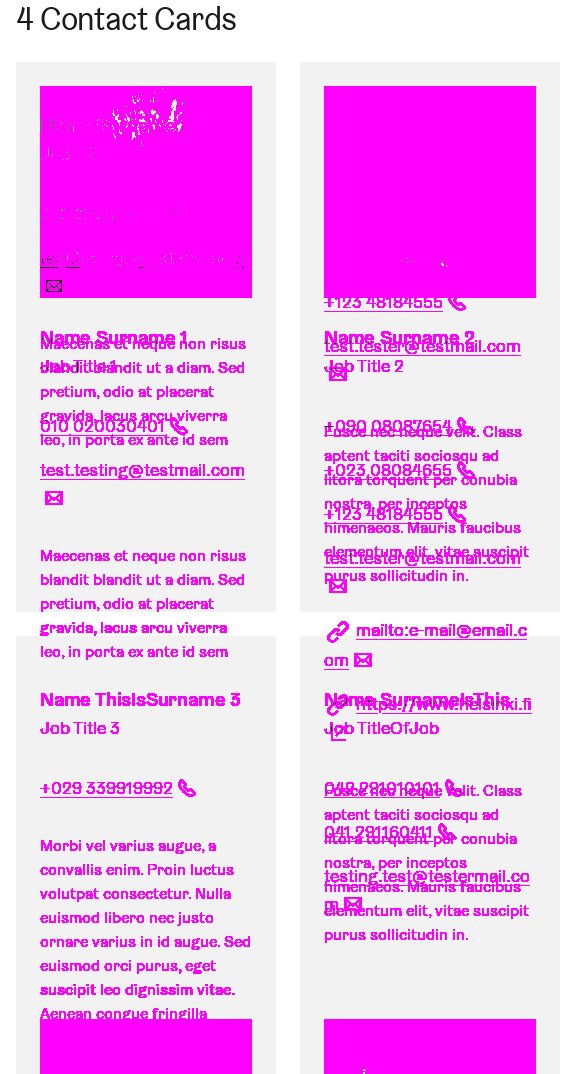 4 Contact Cards
+123 48184555
Name Surname 1
Maecenas et neque non risus
Job Title 1
blandit blandit ut a diam. Sed
pretium, odio at placerat
gravida, lacus arcu viverra
010 020030401
leo, in porta ex ante id sem
test.testing@testmail.com
Maecenas et neque non risus
blandit blandit ut a diam. Sed
pretium, odio at placerat
gravida, lacus arcu viverra
leo, in porta ex ante id sem
Name Surname 2
test.tester@testmail.com
Job Title 2
+090 08087654
Fusce nec neque velit. Class
aptent taciti sociosqu ad
+023 08084655
litora torquent per conubia
nostra, per inceptos
+123 48184555
himenaeos. Mauris faucibus
elementum elit, vitae suscipit
test.tester@testmail.com
purus sollicitudin in.
mailto:e-mail@email.c
om
Name ThisIsSurname 3
Job Title 3
+029 339919992
Morbi vel varius augue, a
convallis enim. Proin luctus
volutpat consectetur. Nulla
euismod libero nec justo
ornare varius in id augue. Sed
euismod orci purus, eget
suscipit leo dignissim vitae.
Aenean congue fringilla
Name SurnameIsThis
https://www.helsinki.fi
Job TitleOfJob
040 291010101
Fusce nec neque velit. Class
aptent taciti sociosqu ad
041 291160411
litora torquent per conubia
nostra, per inceptos
testing.test@testermail.co
m
himenaeos. Mauris faucibus
elementum elit, vitae suscipit
purus sollicitudin in.